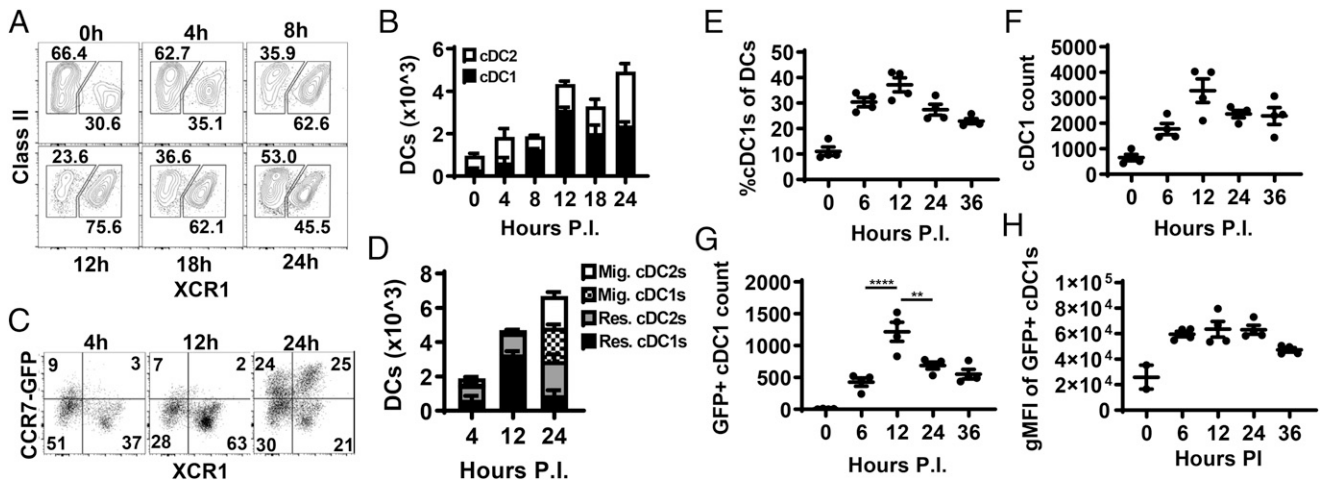 A
0h 4h 8h
66.4 62.7 35.9
30.6 35.1 62.6
23.6 36.6 53.0
75.6 62.1 45.5
12h 18h 24h
Class II
XCR1
B
cDC2
cDC1
DCs (x10^3)
6
4
2
0
0 4 8 12 18 24
Hours P.I.
C
4h 12h 24h
9 3 7 2 24 25
51 37 28 63 30 21
CCR7-GFP
XCR1
D
Mig. cDC2s
Mig. cDC1s
Res. cDC2s
Res. cDC1s
DCs (x10^3)
8
6
4
2
0
4 12 24
Hours P.I.
E
%cDC1s of DCs
50
40
30
20
10
0
0 6 12 24 36
Hours P.I.
F
cDC1 count
5000
4000
3000
2000
1000
0
0 6 12 24 36
Hours P.I.
G
GFP+ cDC1 count
1500
1000
500
0
**** **
0 6 12 24 36
Hours P.I.
H
gMFI of GFP+ cDC1s
1×10^5
8×10^4
6×10^4
4×10^4
2×10^4
0
0 6 12 24 36
Hours PI